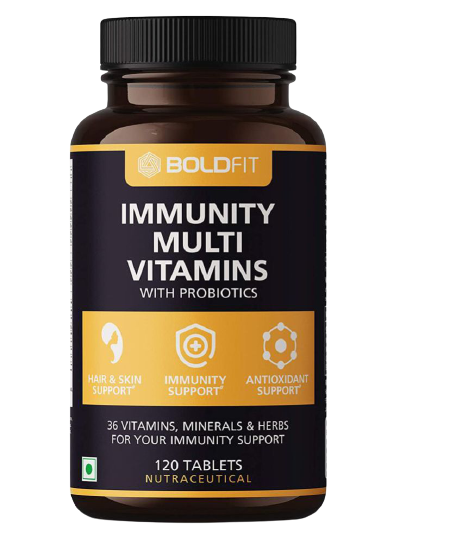 BOLDFIT
IMMUNITY
MULTI
VITAMINS
WITH PROBIOTICS
HAIR & SKIN
SUPPORT#
IMMUNITY
SUPPORT#
ANTIOXIDANT
SUPPORT#
36 VITAMINS, MINERALS & HERBS
FOR YOUR IMMUNITY SUPPORT
120 TABLETS
NUTRACEUTICAL